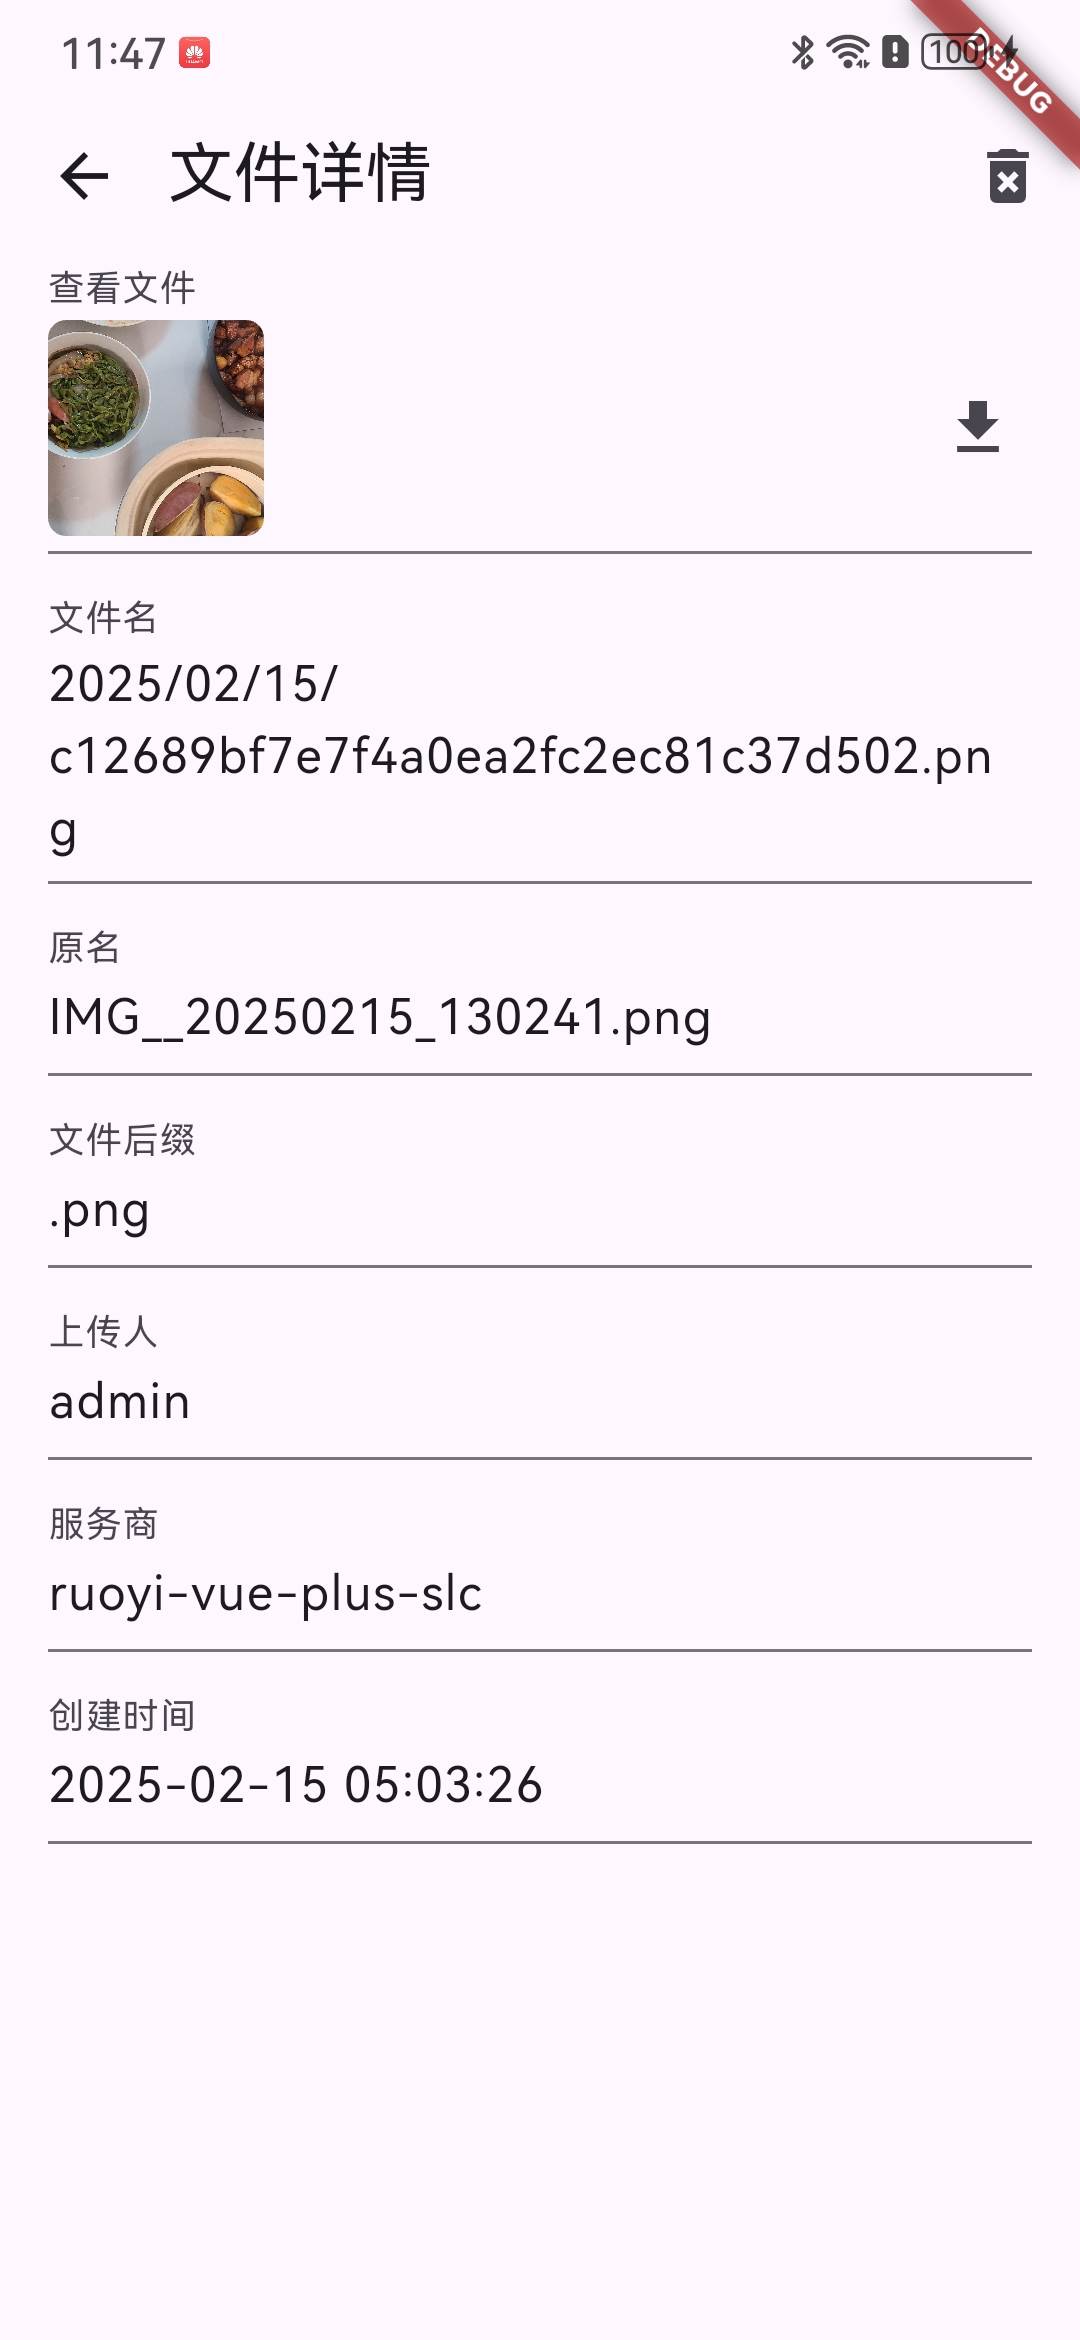 11:47
100
DEBUG
文件详情
查看文件
文件名
2025/02/15/
c12689bf7e7f4a0ea2fc2ec81c37d502.pn
g
原名
IMG__20250215_130241.png
文件后缀
.png
上传人
admin
服务商
ruoyi-vue-plus-slc
创建时间
2025-02-15 05:03:26